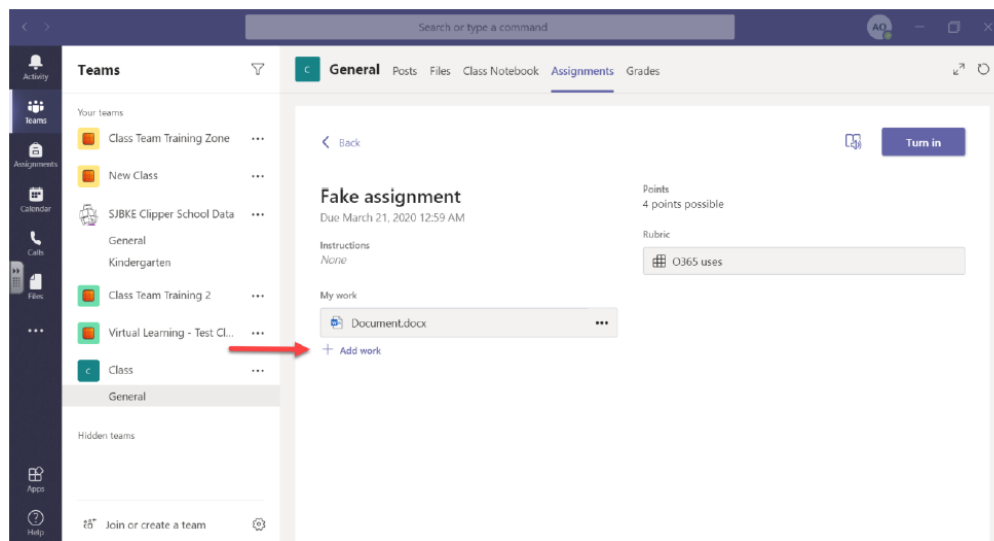 Search or type a command
AO
Activity
Teams
Assignments
Calendar
Calls
Files
Apps
Help
Teams
Your teams
Class Team Training Zone
New Class
SJBKE Clipper School Data
General
Kindergarten
Class Team Training 2
Virtual Learning - Test Cl...
C Class
General
Hidden teams
Join or create a team
C General Posts Files Class Notebook Assignments Grades
Back
Turn in
Fake assignment
Due March 21, 2020 12:59 AM
Instructions
None
My work
Document.docx
Add work
Points
4 points possible
Rubric
O365 uses